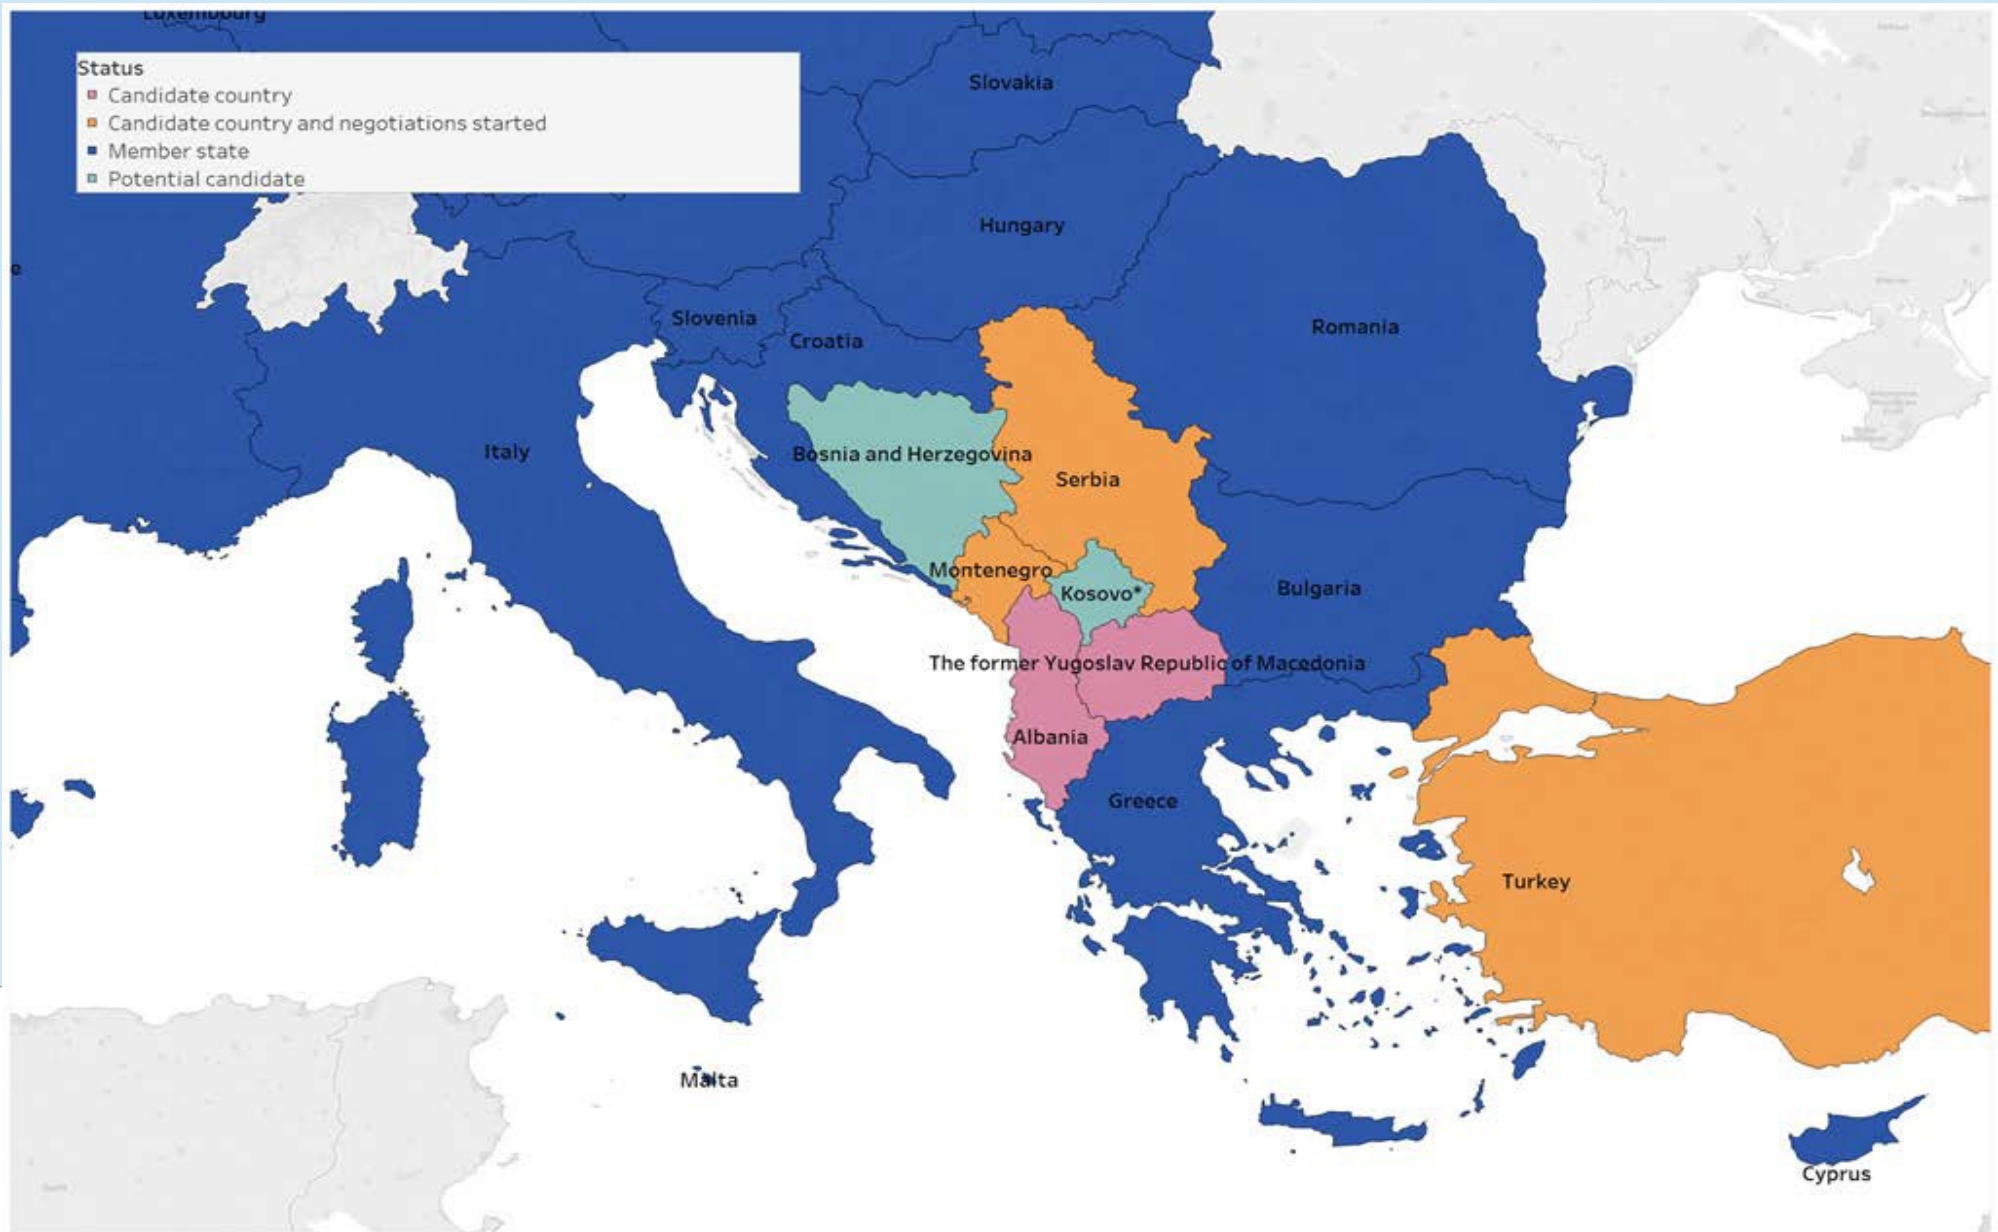 Luxembourg
Status
Candidate country
Candidate country and negotiations started
Member state
Potential candidate
Slovakia
Hungary
e
Slovenia
Croatia
Romania
Italy
Bosnia and Herzegovina
Serbia
Montenegro
Kosovo*
Bulgaria
The former Yugoslav Republic of Macedonia
Albania
Greece
Turkey
Malta
Cyprus